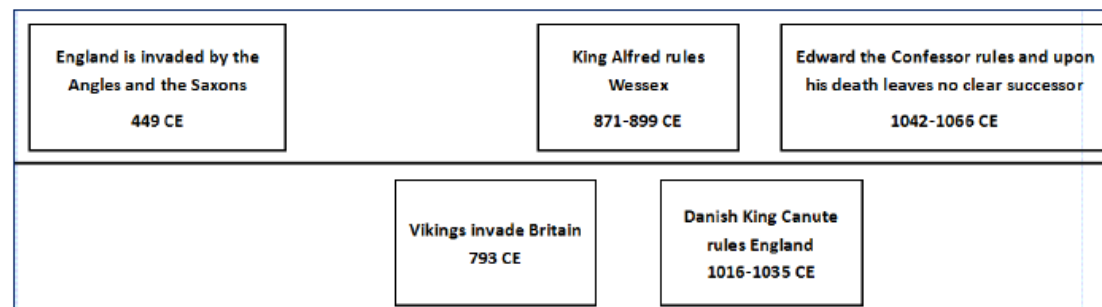 England is invaded by the
Angles and the Saxons
449 CE
King Alfred rules
Wessex
871-899 CE
Edward the Confessor rules and upon
his death leaves no clear successor
1042-1066 CE
Vikings invade Britain
793 CE
Danish King Canute
rules England
1016-1035 CE